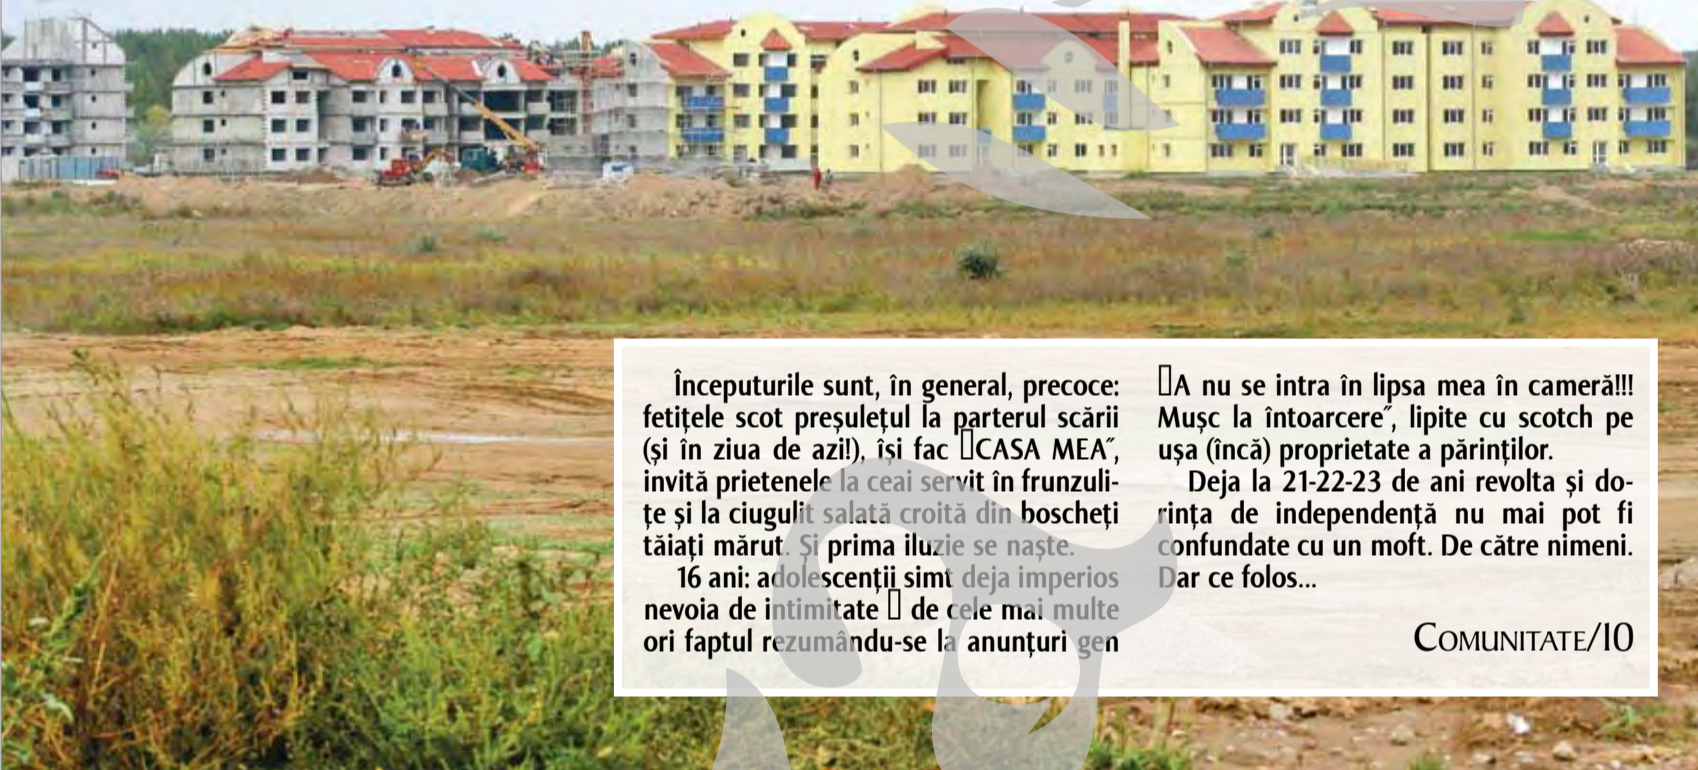 Începuturile sunt, în general, precoce:
fetițele scot preșulețul la parterul scării
(și în ziua de azi!), își fac ▯CASA MEA˝,
invită prietenele la ceai servit în frunzuli-
țe și la ciugulit salată croită din boscheți
tăiați mărut. Și prima iluzie se naște.
16 ani: adolescenții simt deja imperios
nevoia de intimitate ▯ de cele mai multe
ori faptul rezumându-se la anunțuri gen
▯A nu se intra în lipsa mea în cameră!!!
Mușc la întoarcere˝, lipite cu scotch pe
ușa (încă) proprietate a părinților.
Deja la 21-22-23 de ani revolta și do-
rința de independență nu mai pot fi
confundate cu un moft. De către nimeni.
Dar ce folos...
COMUNITATE/10